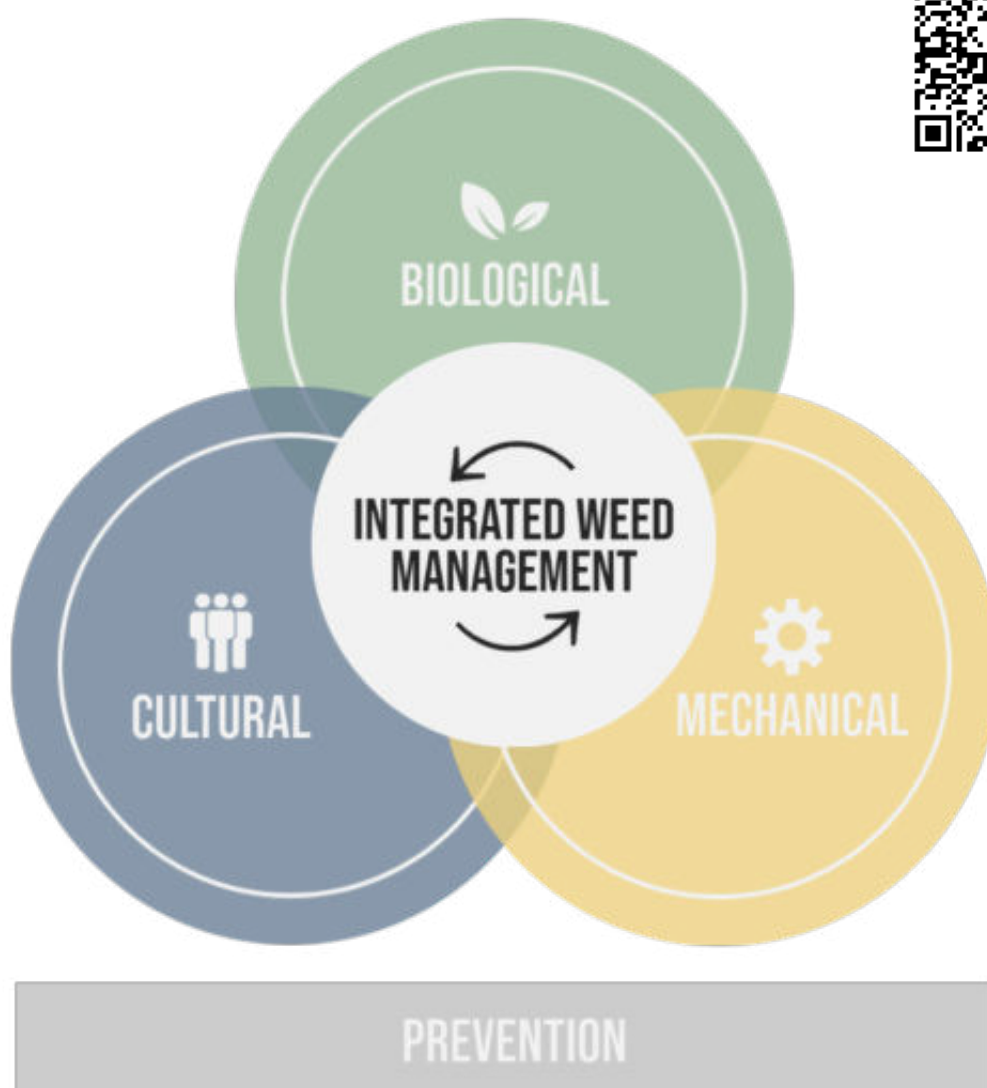 BIOLOGICAL
INTEGRATED WEED
MANAGEMENT
CULTURAL
MECHANICAL
PREVENTION